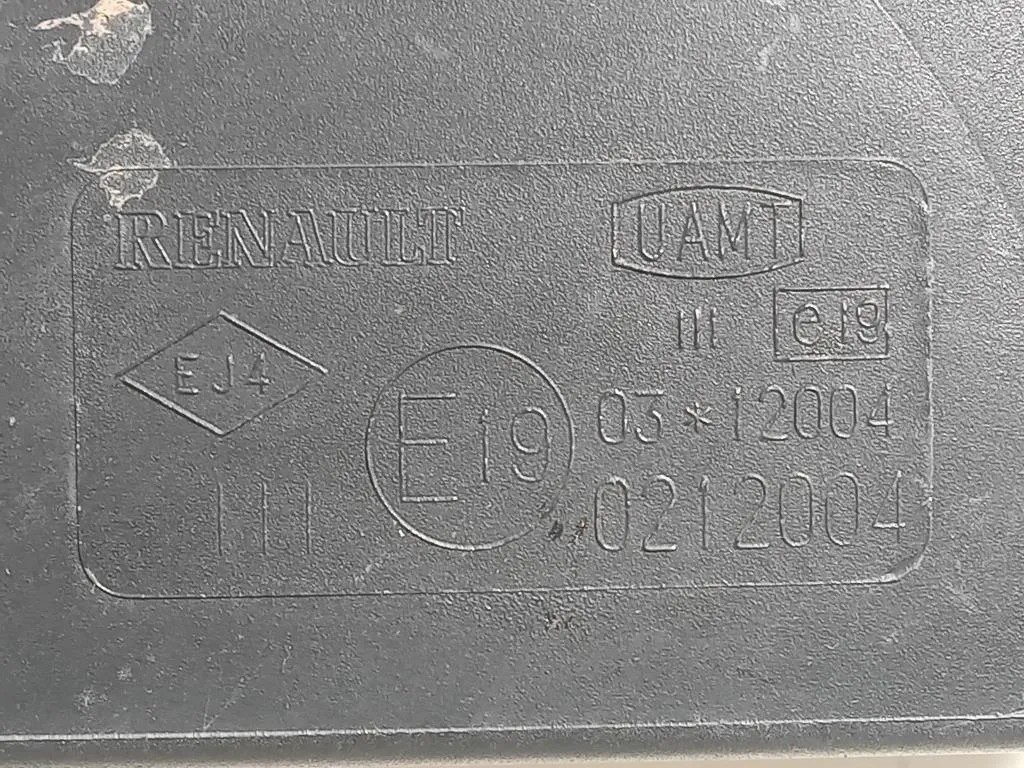 RENAULT UAMT
III e19
EJ4
03*12004
E19
III 0212004